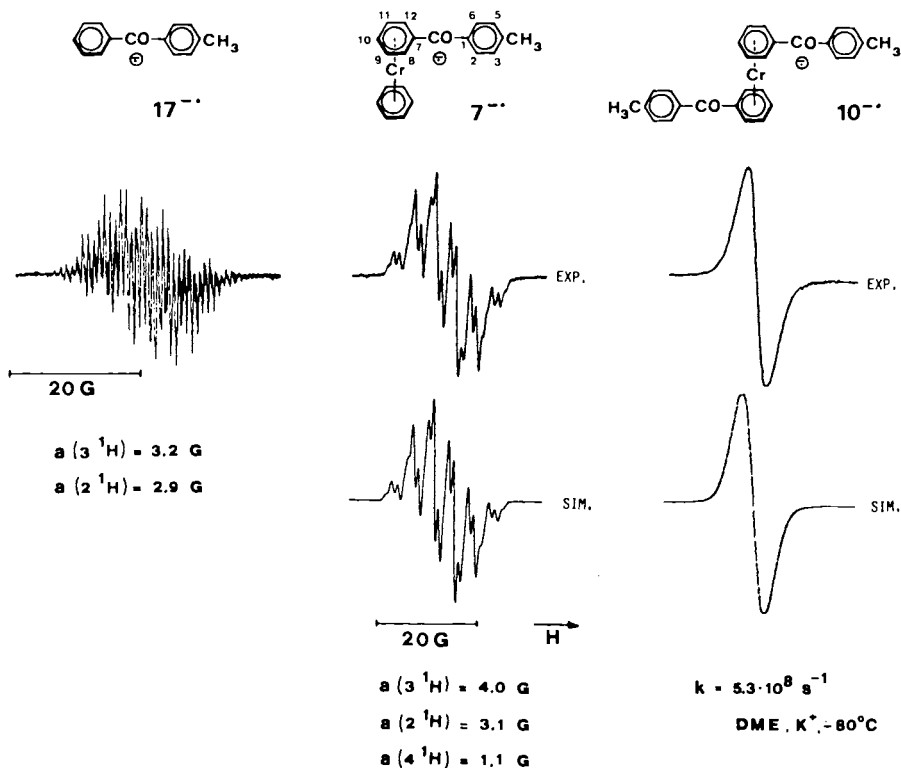 CO
CH₃
17⁻·
11 12 6 5
10 CO CH₃
7 1
9 8 2 3
Cr
7⁻·
CO CH₃
Cr
H₃C CO
10⁻·
EXP.
EXP.
20 G
a (3 ¹H) = 3.2 G
a (2 ¹H) = 2.9 G
SIM.
SIM.
20 G
H
a (3 ¹H) = 4.0 G
a (2 ¹H) = 3.1 G
a (4 ¹H) = 1.1 G
k = 5.3·10⁸ s⁻¹
DME, K⁺, -80°C